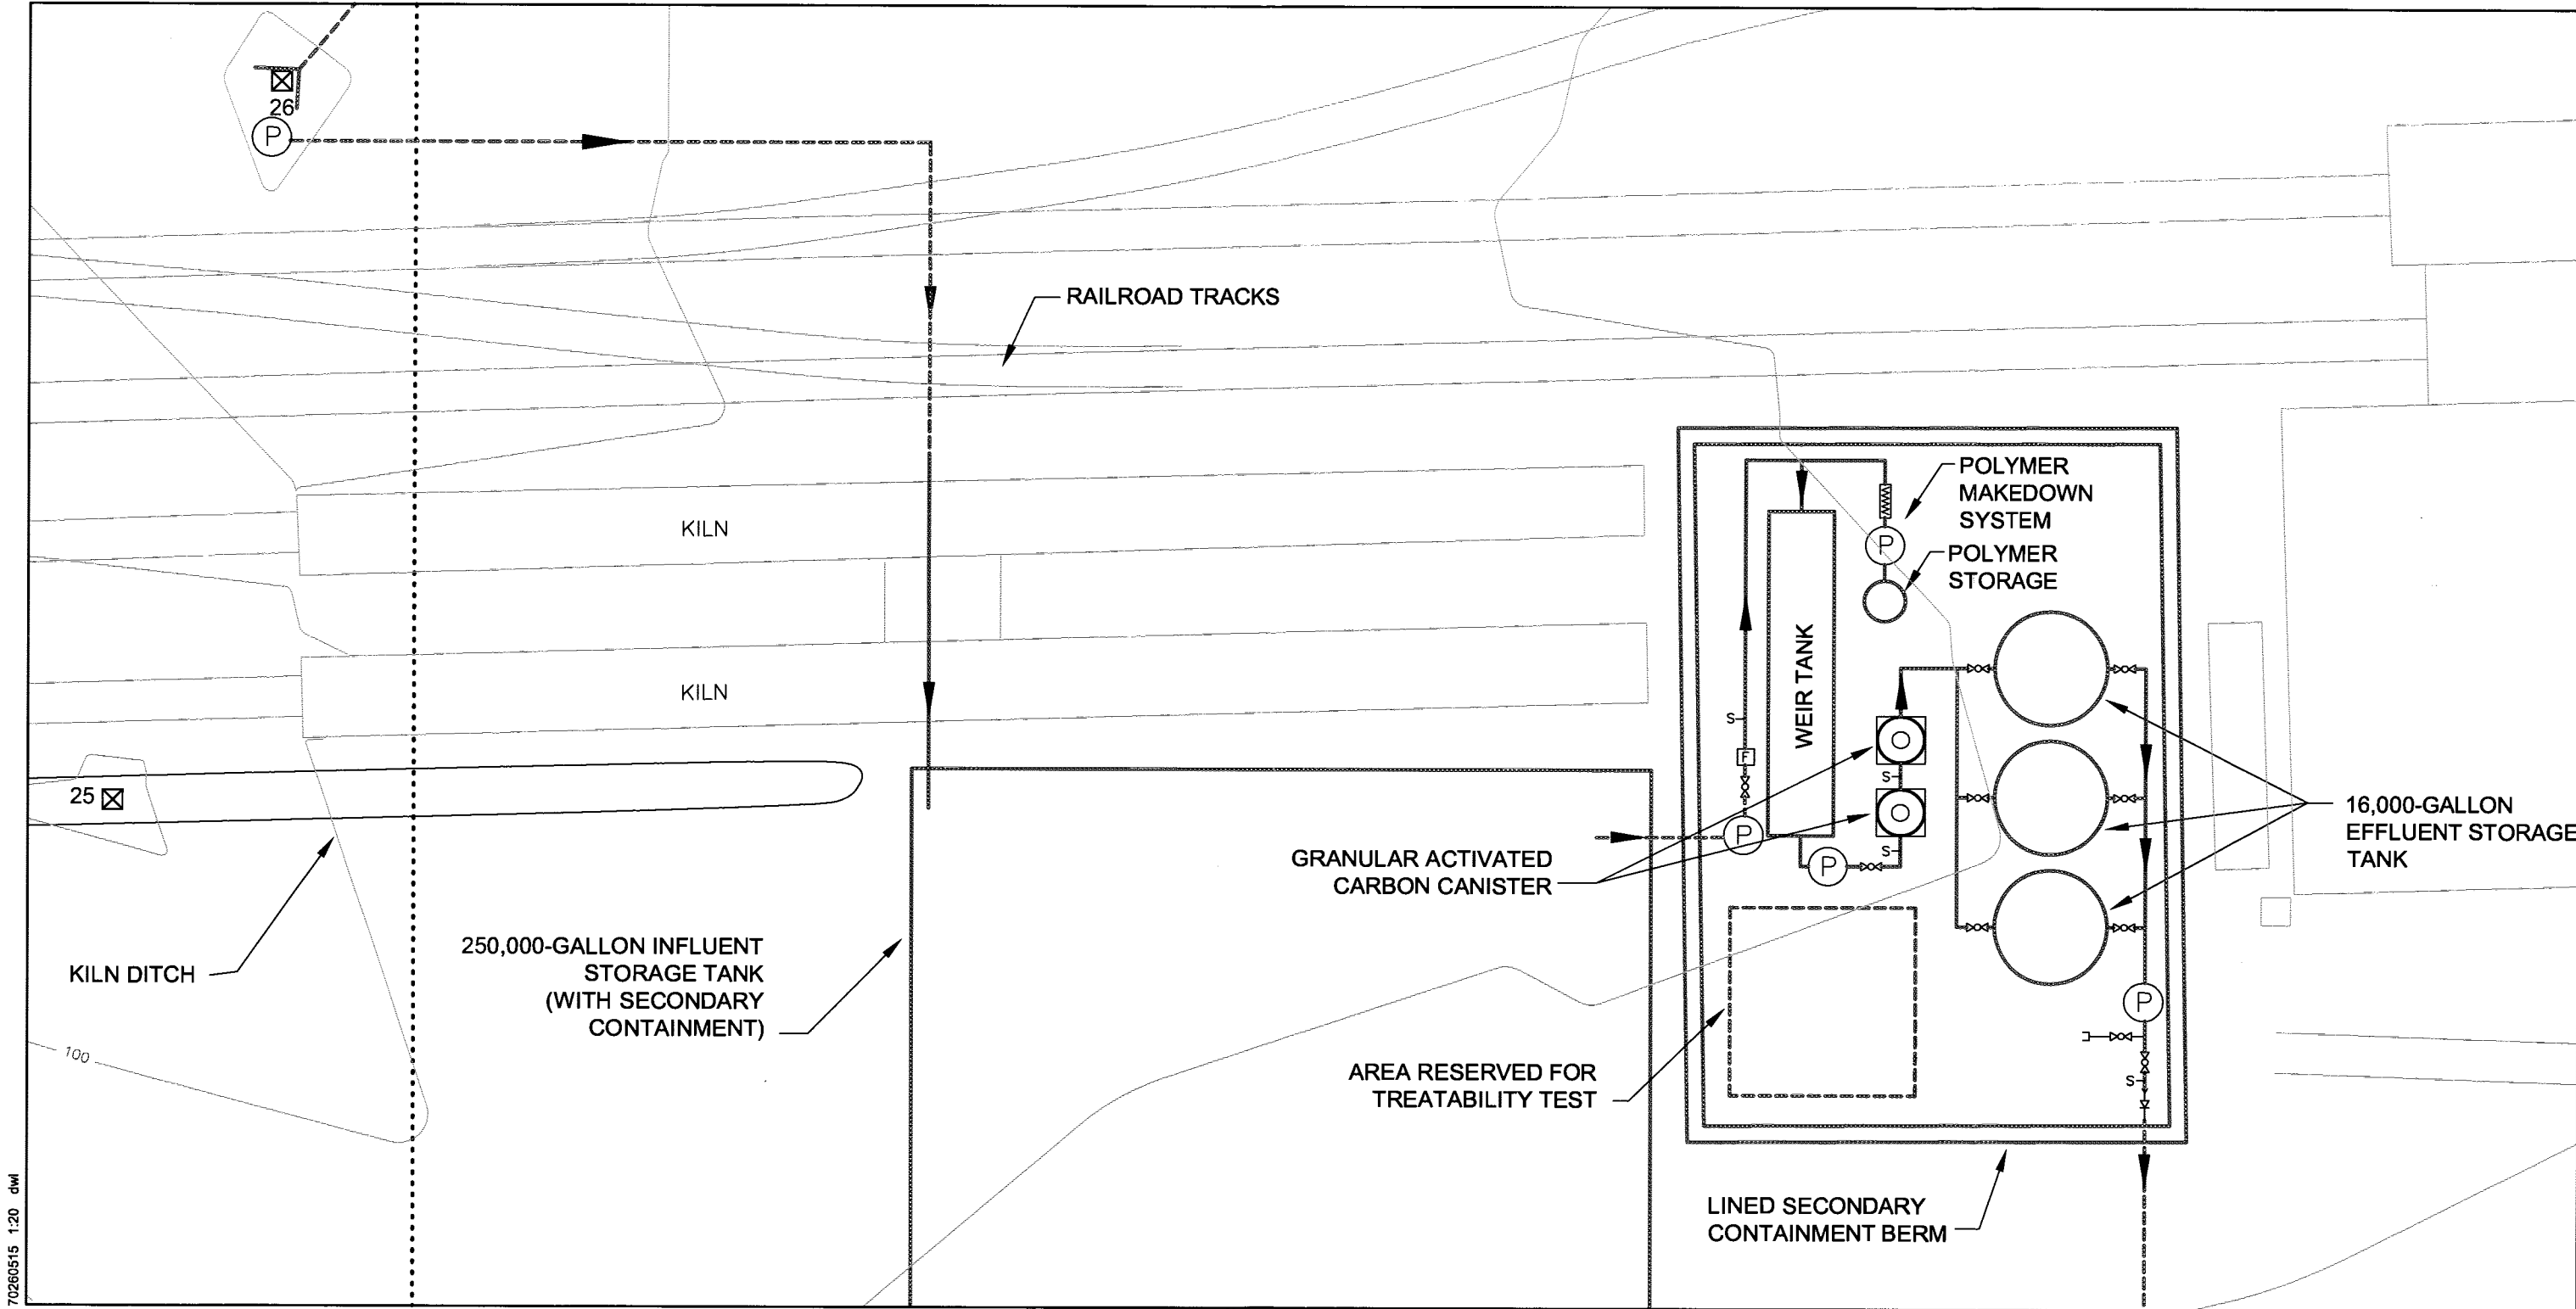 26
P
RAILROAD TRACKS
POLYMER
MAKEDOWN
SYSTEM
P
POLYMER
STORAGE
KILN
WEIR TANK
KILN
S
F
S
25
16,000-GALLON
EFFLUENT STORAGE
TANK
P
S
GRANULAR ACTIVATED
CARBON CANISTER
P
250,000-GALLON INFLUENT
STORAGE TANK
(WITH SECONDARY
CONTAINMENT)
KILN DITCH
P
100
AREA RESERVED FOR
TREATABILITY TEST
S
LINED SECONDARY
CONTAINMENT BERM
70260515 1:20 dwl